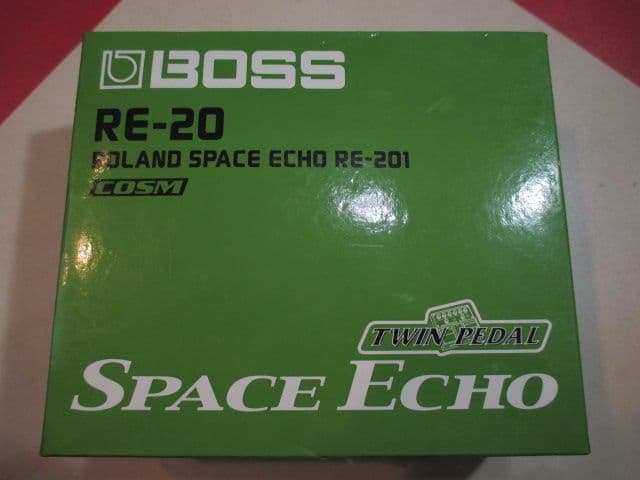 BOSS
RE-20
ROLAND SPACE ECHO RE-201
COSM
TWIN PEDAL
SPACE ECHO